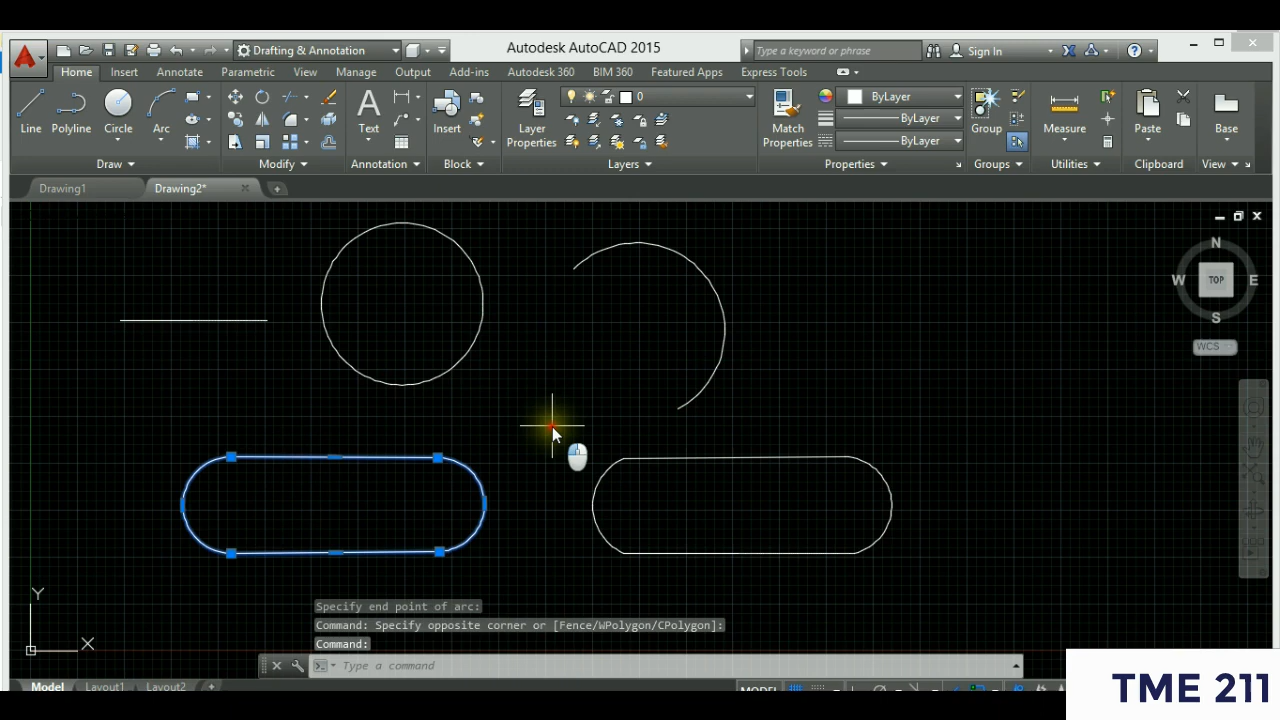 Drafting & Annotation
Autodesk AutoCAD 2015
Type a keyword or phrase
Sign In
Home Insert Annotate Parametric View Manage Output Add-ins Autodesk 360 BIM 360 Featured Apps Express Tools
0
ByLayer
ByLayer
ByLayer
Line Polyline Circle Arc Text Insert Layer Properties Match Properties Group Measure Paste Base
Draw Modify Annotation Block Layers Properties Groups Utilities Clipboard View
Drawing1 Drawing2*
N
W TOP E
S
WCS
Y
X
Specify end point of arc:
Command: Specify opposite corner or [Fence/WPolygon/CPolygon]:
Command:
Type a command
Model Layout1 Layout2 +
MODEL
TME 211